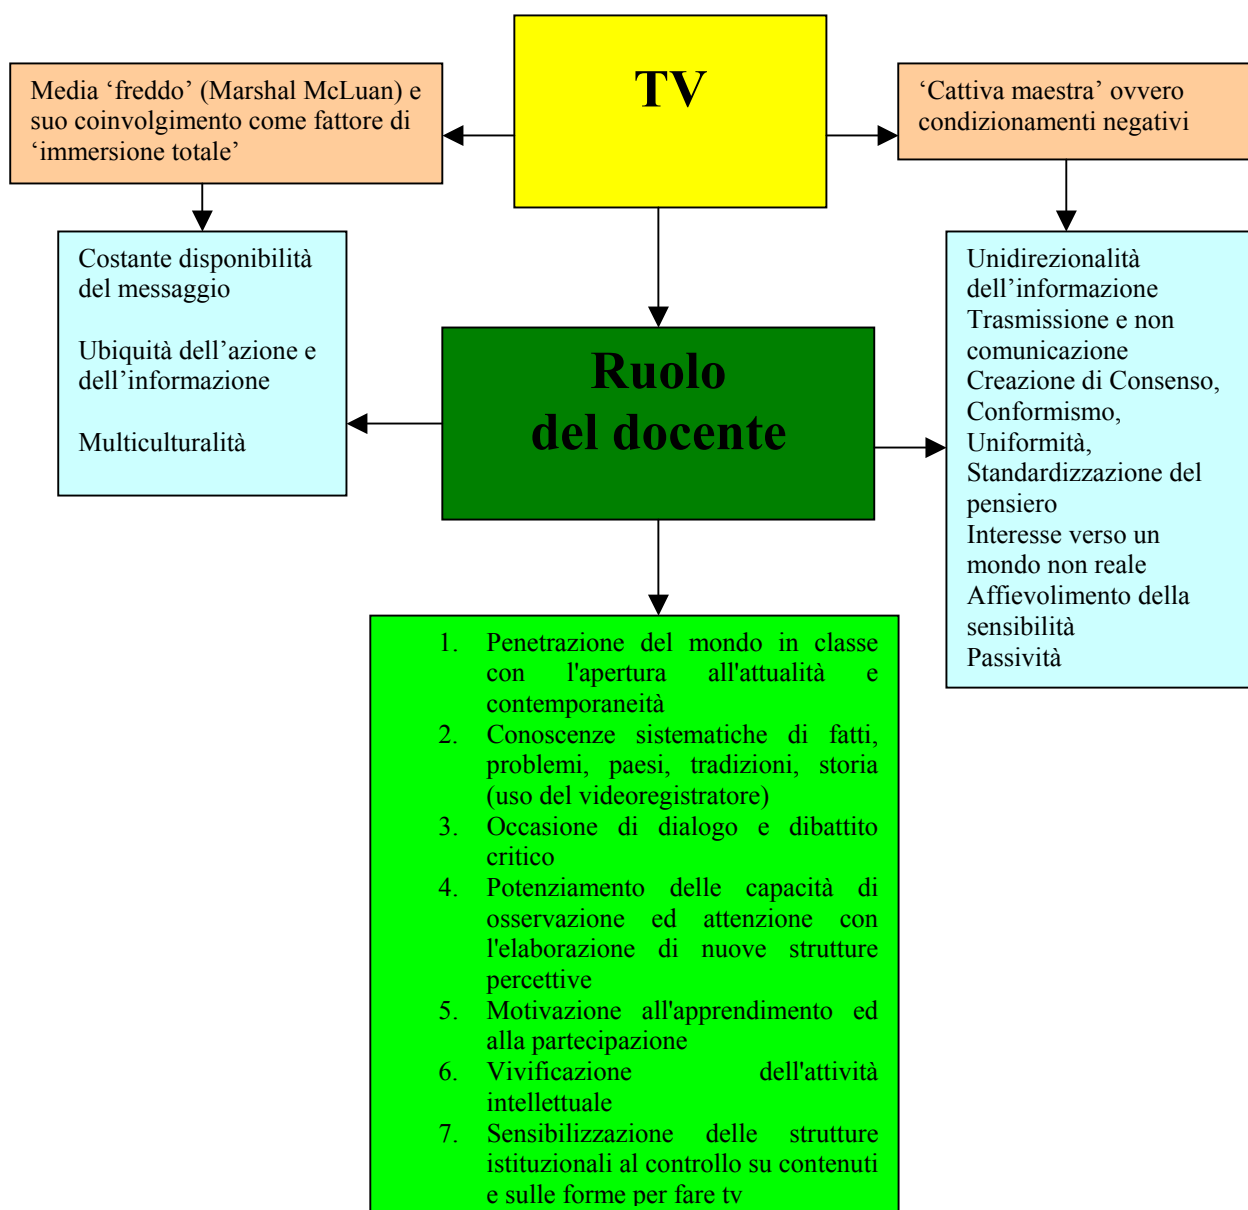 TV
Media ‘freddo’ (Marshal McLuan) e
suo coinvolgimento come fattore di
‘immersione totale’
‘Cattiva maestra’ ovvero
condizionamenti negativi
Costante disponibilità
del messaggio
Ubiquità dell’azione e
dell’informazione
Multiculturalità
Ruolo
del docente
Unidirezionalità
dell’informazione
Trasmissione e non
comunicazione
Creazione di Consenso,
Conformismo,
Uniformità,
Standardizzazione del
pensiero
Interesse verso un
mondo non reale
Affievolimento della
sensibilità
Passività
1. Penetrazione del mondo in classe
con l'apertura all'attualità e
contemporaneità
2. Conoscenze sistematiche di fatti,
problemi, paesi, tradizioni, storia
(uso del videoregistratore)
3. Occasione di dialogo e dibattito
critico
4. Potenziamento delle capacità di
osservazione ed attenzione con
l'elaborazione di nuove strutture
percettive
5. Motivazione all'apprendimento ed
alla partecipazione
6. Vivificazione dell'attività
intellettuale
7. Sensibilizzazione delle strutture
istituzionali al controllo su contenuti
e sulle forme per fare tv